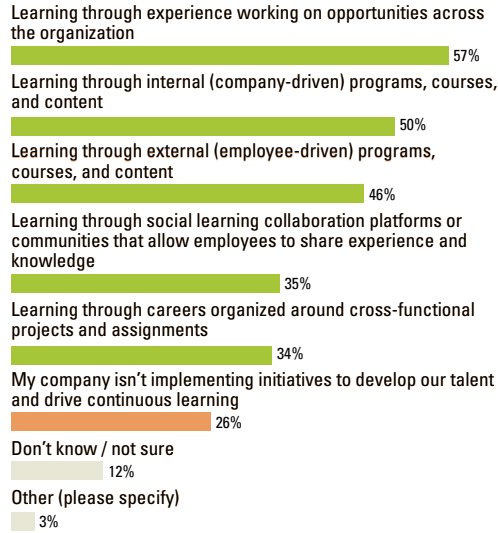 Learning through experience working on opportunities across
the organization
57%
Learning through internal (company-driven) programs, courses,
and content
50%
Learning through external (employee-driven) programs,
courses, and content
46%
Learning through social learning collaboration platforms or
communities that allow employees to share experience and
knowledge
35%
Learning through careers organized around cross-functional
projects and assignments
34%
My company isn’t implementing initiatives to develop our talent
and drive continuous learning
26%
Don’t know / not sure
12%
Other (please specify)
3%